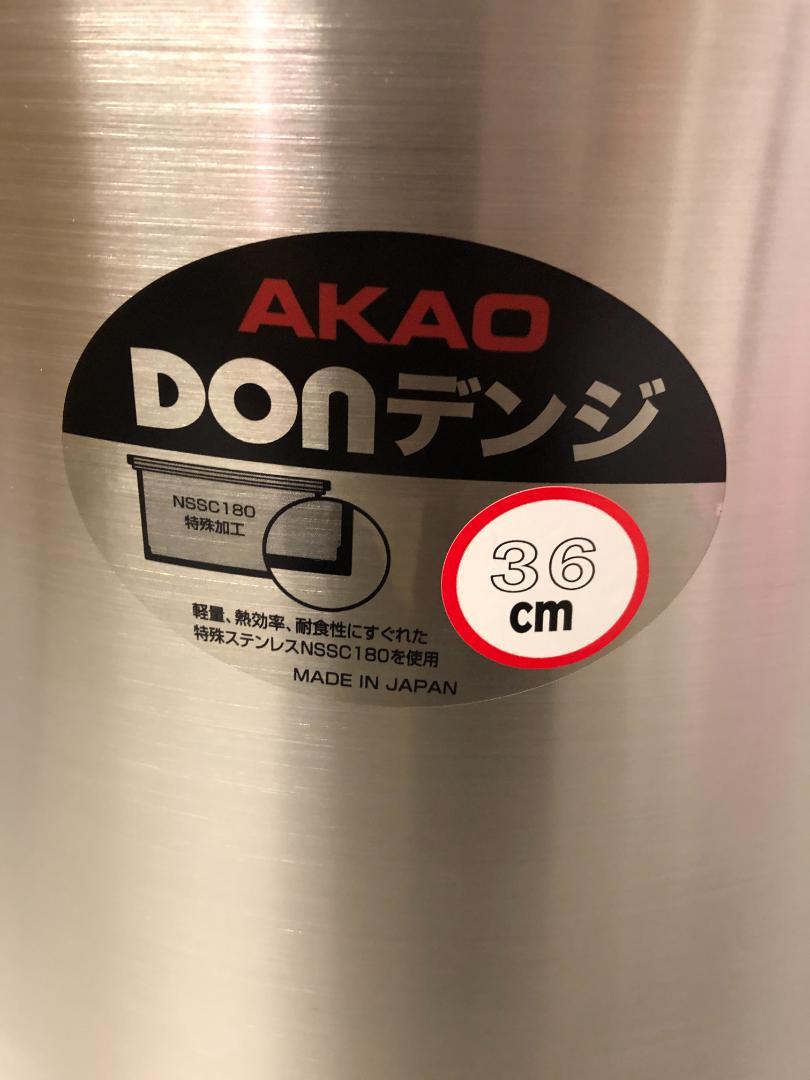 AKAO
DONデンジ
NSSC180
特殊加工
36
cm
軽量、熱効率、耐食性にすぐれた
特殊ステンレスNSSC180を使用
MADE IN JAPAN